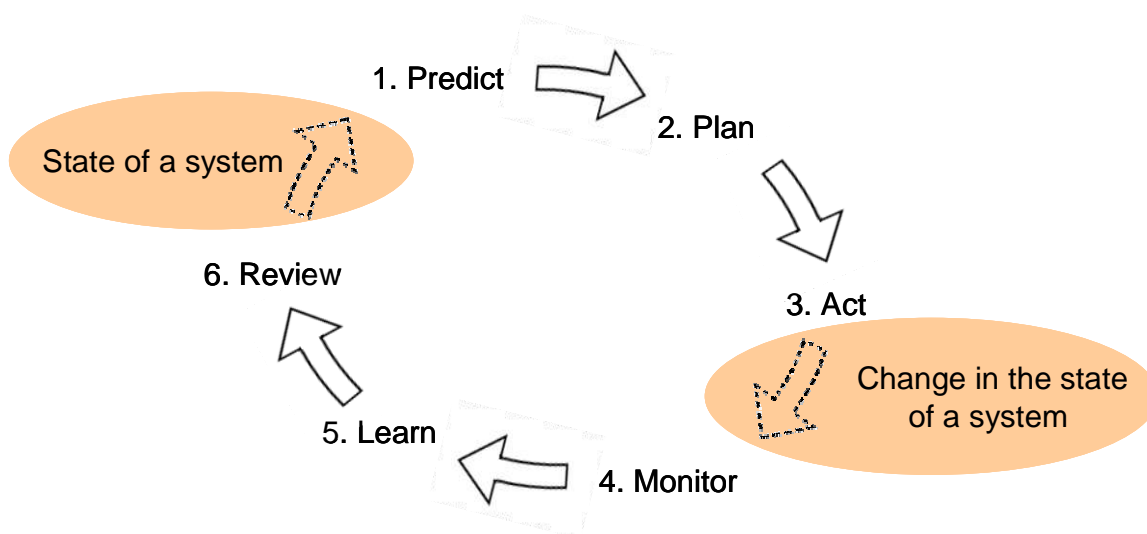 1. Predict
2. Plan
State of a system
6. Review
3. Act
Change in the state
of a system
5. Learn
4. Monitor